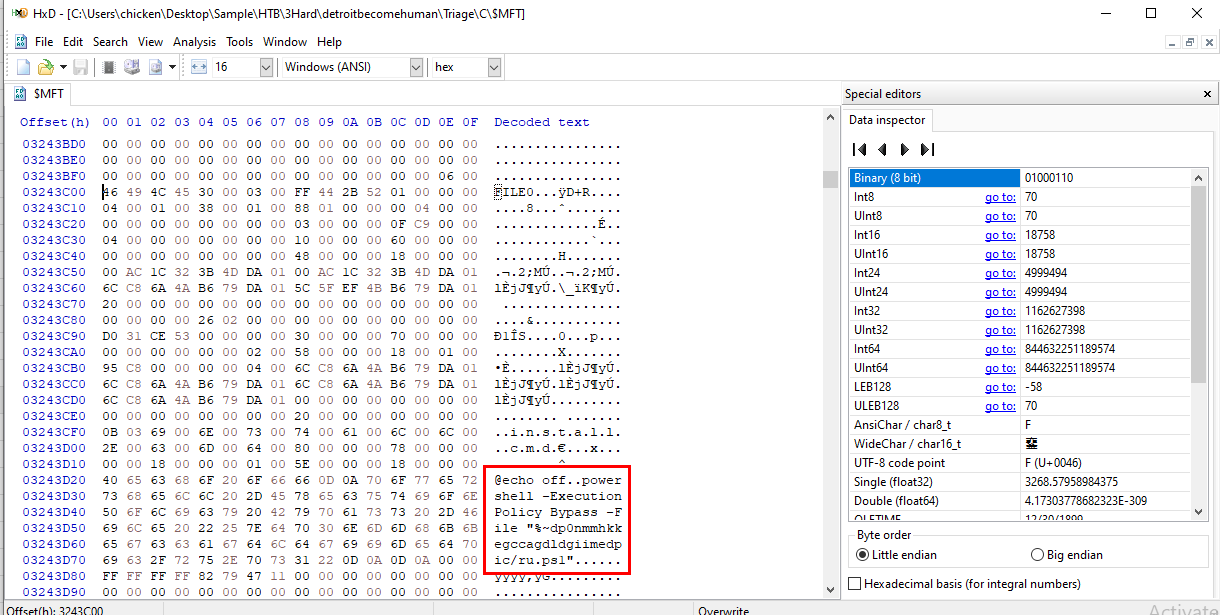 HxD - [C:\Users\chicken\Desktop\Sample\HTB\3Hard\detroitbecomehuman\Triage\C\$MFT]
File Edit Search View Analysis Tools Window Help
16 Windows (ANSI) hex
$MFT
Special editors
Data inspector
Offset(h) 00 01 02 03 04 05 06 07 08 09 0A 0B 0C 0D 0E 0F Decoded text
03243BD0 00 00 00 00 00 00 00 00 00 00 00 00 00 00 00 00 ................
03243BE0 00 00 00 00 00 00 00 00 00 00 00 00 00 00 00 00 ................
03243BF0 00 00 00 00 00 00 00 00 00 00 00 00 00 00 06 00 ................
03243C00 46 49 4C 45 30 00 03 00 FF 44 2B 52 01 00 00 00 FILE0...ÿD+R....
03243C10 04 00 01 00 38 00 01 00 88 01 00 00 00 04 00 00 ....8...ˆ.......
03243C20 00 00 00 00 00 00 00 00 03 00 00 00 0F C9 00 00 .............É..
03243C30 04 00 00 00 00 00 00 00 10 00 00 00 60 00 00 00 ............`...
03243C40 00 00 00 00 00 00 00 00 48 00 00 00 18 00 00 00 ........H.......
03243C50 00 AC 1C 32 3B 4D DA 01 00 AC 1C 32 3B 4D DA 01 .¬.2;MÚ..¬.2;MÚ.
03243C60 6C C8 6A 4A B6 79 DA 01 5C 5F EF 4B B6 79 DA 01 lÈjJ¶yÚ.\_ïK¶yÚ.
03243C70 20 00 00 00 00 00 00 00 00 00 00 00 00 00 00 00 ...............
03243C80 00 00 00 00 26 02 00 00 00 00 00 00 00 00 00 00 ....&...........
03243C90 D0 31 CE 53 00 00 00 00 30 00 00 00 70 00 00 00 Ð1ÎS....0...p...
03243CA0 00 00 00 00 00 00 02 00 58 00 00 00 18 00 01 00 ........X.......
03243CB0 95 C8 00 00 00 00 04 00 6C C8 6A 4A B6 79 DA 01 •È......lÈjJ¶yÚ.
03243CC0 6C C8 6A 4A B6 79 DA 01 6C C8 6A 4A B6 79 DA 01 lÈjJ¶yÚ.lÈjJ¶yÚ.
03243CD0 6C C8 6A 4A B6 79 DA 01 00 00 00 00 00 00 00 00 lÈjJ¶yÚ.........
03243CE0 00 00 00 00 00 00 00 00 20 00 00 00 00 00 00 00 ........ .......
03243CF0 0B 03 69 00 6E 00 73 00 74 00 61 00 6C 00 6C 00 ..i.n.s.t.a.l.l.
03243D00 2E 00 63 00 6D 00 64 00 80 00 00 00 78 00 00 00 ..c.m.d.€...x...
03243D10 00 00 18 00 00 00 01 00 5E 00 00 00 18 00 00 00 ........^.......
03243D20 40 65 63 68 6F 20 6F 66 66 0D 0A 70 6F 77 65 72 @echo off..power
03243D30 73 68 65 6C 6C 20 2D 45 78 65 63 75 74 69 6F 6E shell -Execution
03243D40 50 6F 6C 69 63 79 20 42 79 70 61 73 73 20 2D 46 Policy Bypass -F
03243D50 69 6C 65 20 22 25 7E 64 70 30 6E 6D 6D 68 6B 6B ile "%~dp0nmmhkk
03243D60 65 67 63 63 61 67 64 6C 64 67 69 69 6D 65 64 70 egccagdldgiimedp
03243D70 69 63 2F 72 75 2E 70 73 31 22 0D 0A 0D 0A 00 00 ic/ru.ps1"......
03243D80 FF FF FF FF 82 79 47 11 00 00 00 00 00 00 00 00 ÿÿÿÿ‚yG.........
03243D90 00 00 00 00 00 00 00 00 00 00 00 00 00 00 00 00 ................
Binary (8 bit) 01000110
Int8 go to: 70
UInt8 go to: 70
Int16 go to: 18758
UInt16 go to: 18758
Int24 go to: 4999494
UInt24 go to: 4999494
Int32 go to: 1162627398
UInt32 go to: 1162627398
Int64 go to: 844632251189574
UInt64 go to: 844632251189574
LEB128 go to: -58
ULEB128 go to: 70
AnsiChar / char8_t F
WideChar / char16_t
UTF-8 code point F (U+0046)
Single (float32) 3268.57958984375
Double (float64) 4.17303778682323E-309
OLETIME 12/30/1899
Byte order
Little endian Big endian
Hexadecimal basis (for integral numbers)
Offset(h): 3243C00 Overwrite
Activate